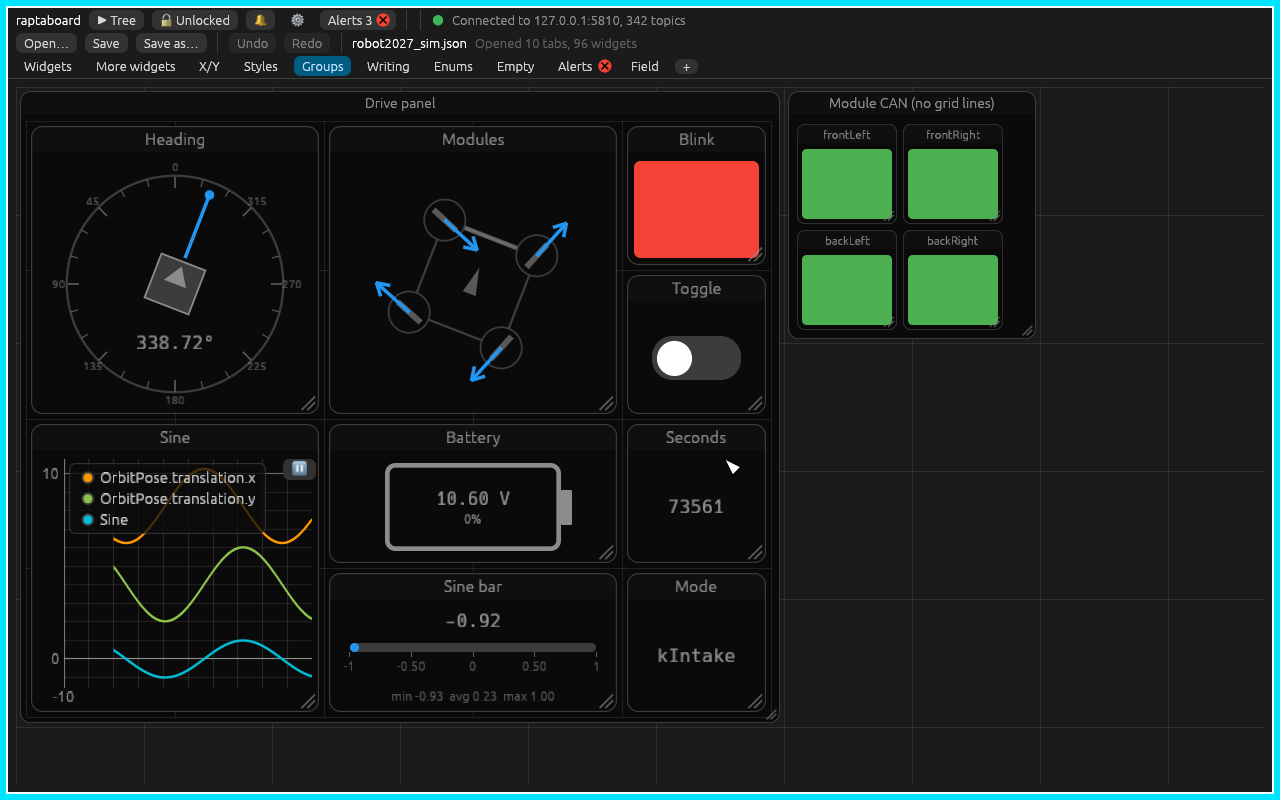 raptaboard ▶ Tree 🔓 Unlocked 🔔 ⚙ Alerts 3 Connected to 127.0.0.1:5810, 342 topics
Open… Save Save as… Undo Redo robot2027_sim.json Opened 10 tabs, 96 widgets
Widgets More widgets X/Y Styles Groups Writing Enums Empty Alerts Field +
Drive panel
Heading
0
45
315
90
270
338.72°
135
225
180
Modules
Blink
Toggle
Sine
10
OrbitPose.translation.x
OrbitPose.translation.y
Sine
0
-10
Battery
10.60 V
0%
Seconds
73561
Sine bar
-0.92
-1 -0.50 0 0.50 1
min -0.93 avg 0.23 max 1.00
Mode
kIntake
Module CAN (no grid lines)
frontLeft frontRight
backLeft backRight